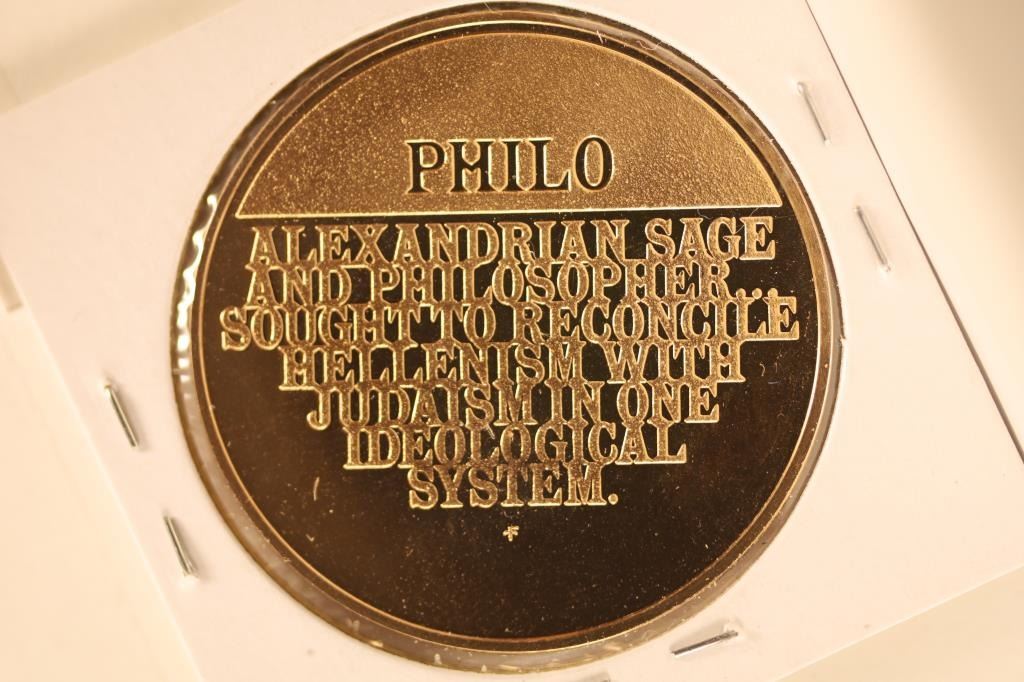 PHILO
ALEXANDRIAN SAGE
AND PHILOSOPHER...
SOUGHT TO RECONCILE
HELLENISM WITH
JUDAISM IN ONE
IDEOLOGICAL
SYSTEM.